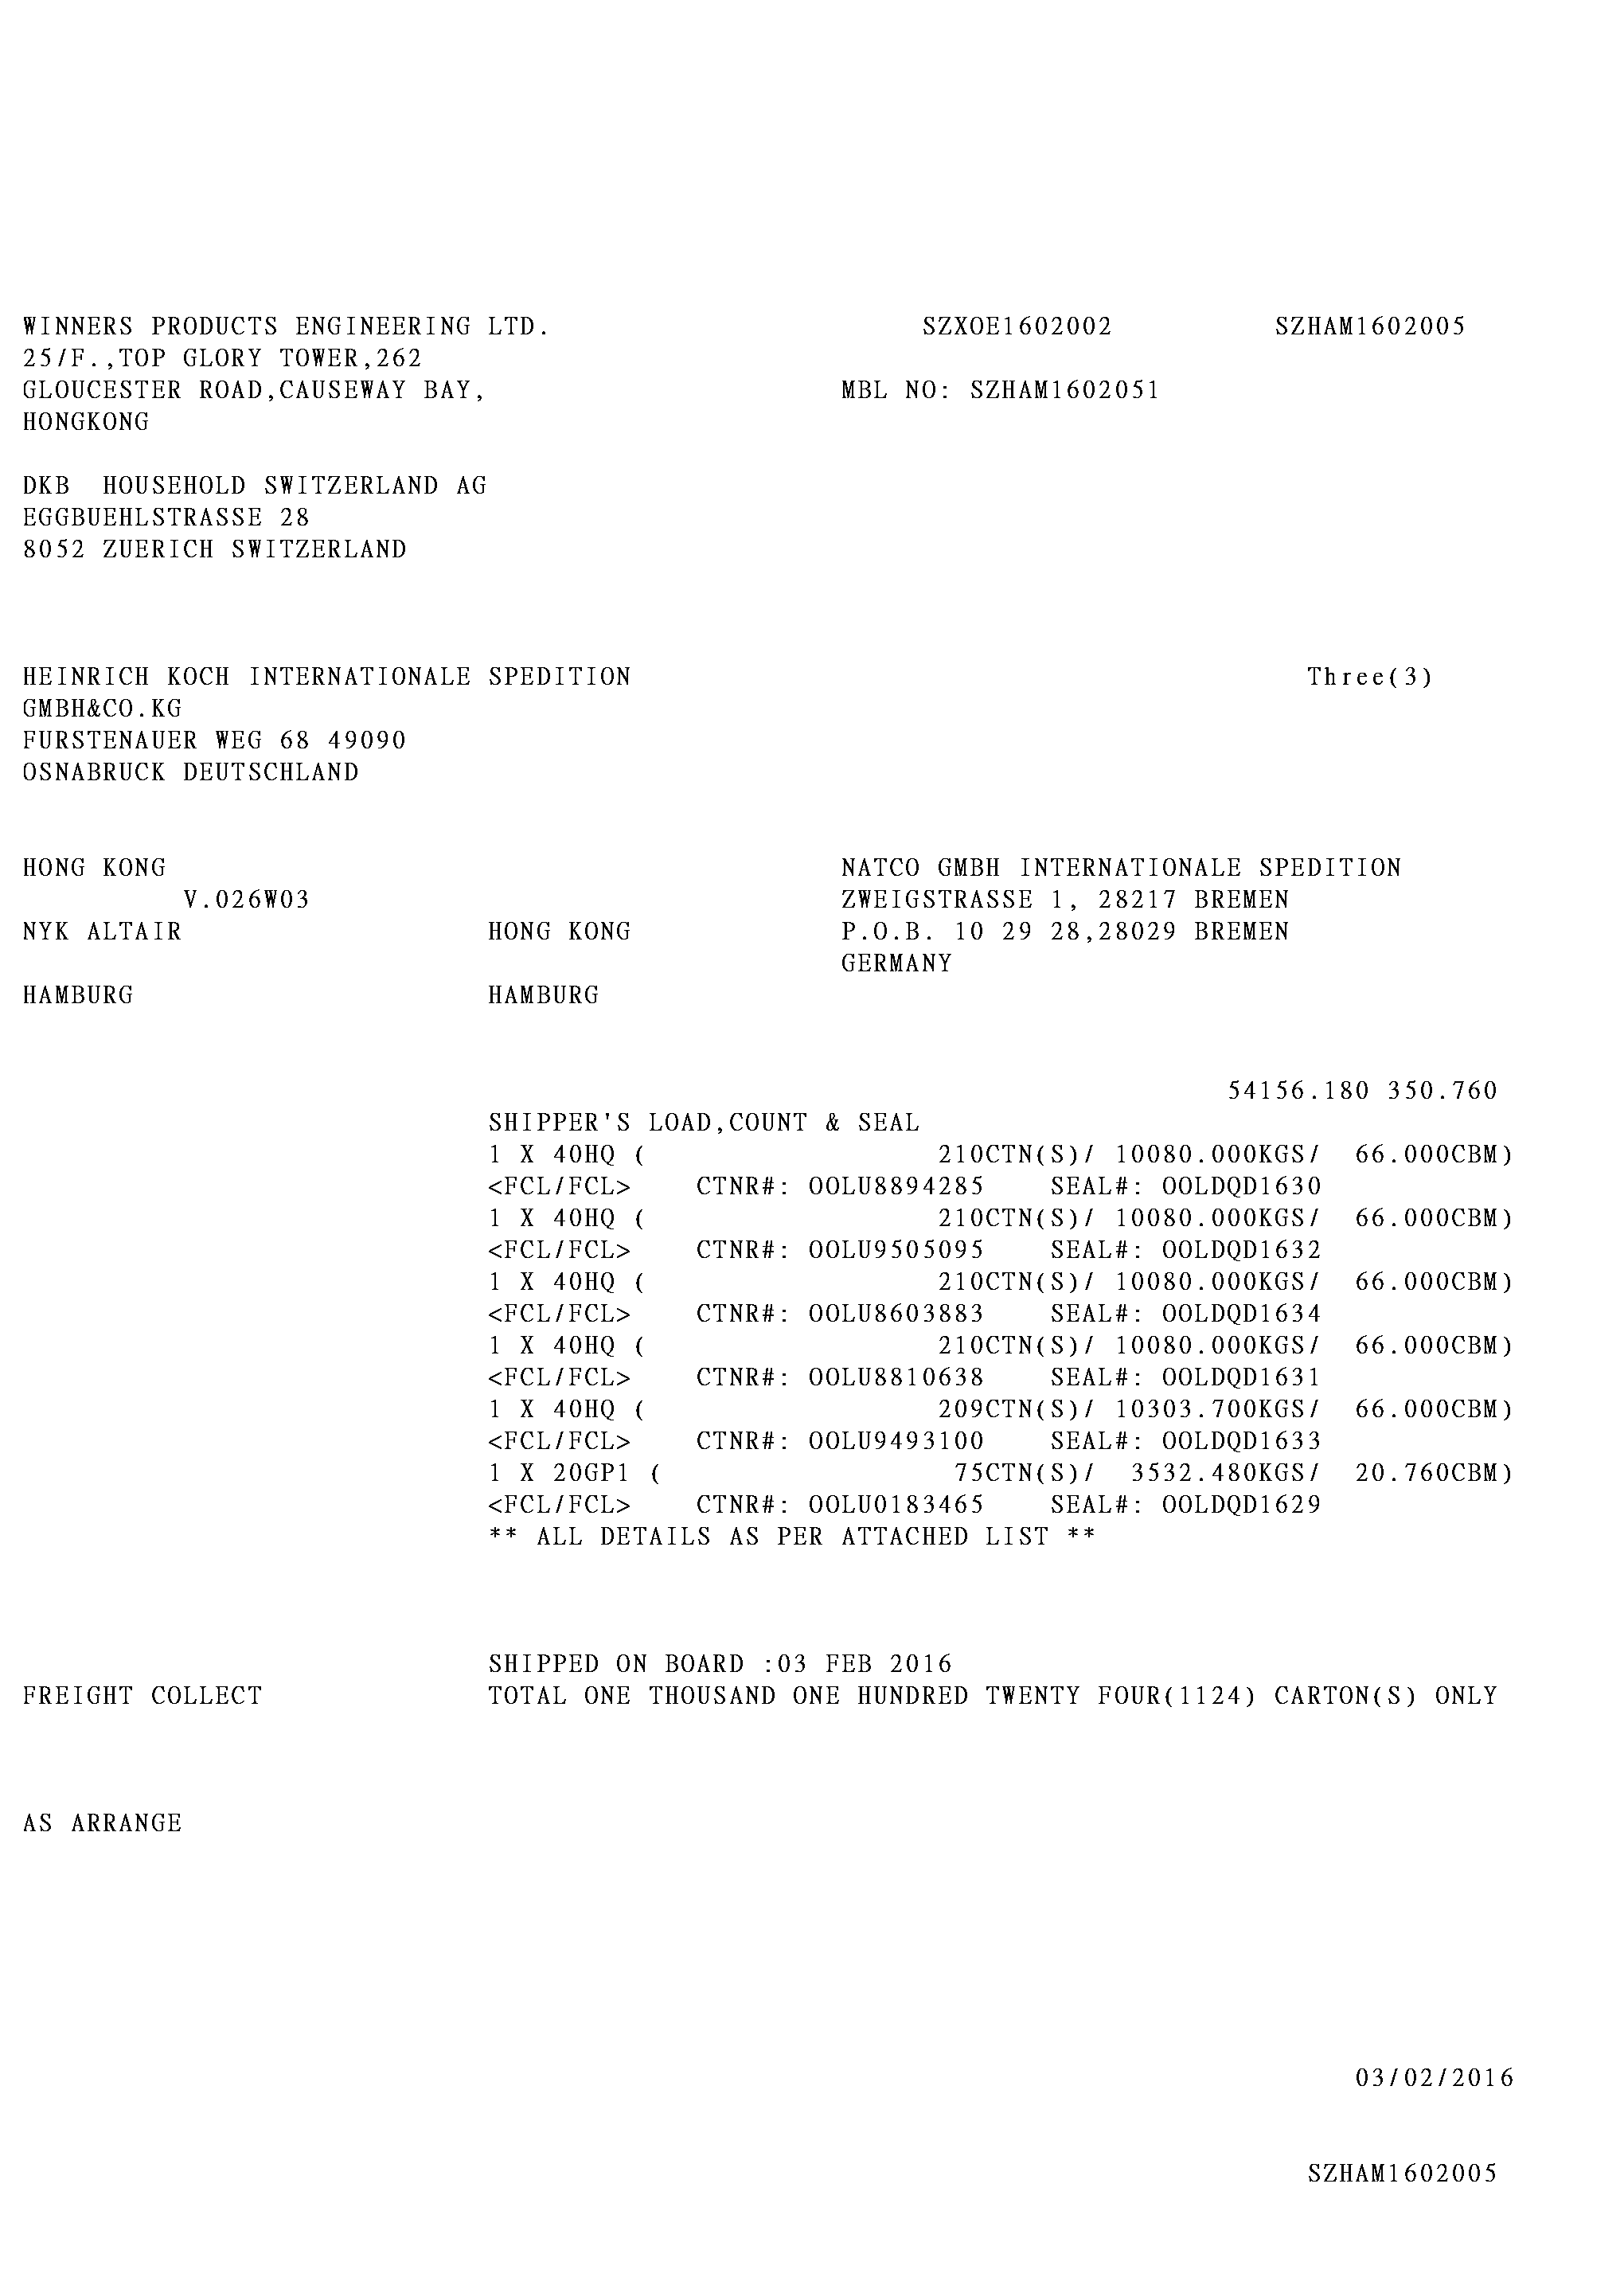 WINNERS PRODUCTS ENGINEERING LTD. SZXOE1602002 SZHAM1602005
25/F.,TOP GLORY TOWER,262
GLOUCESTER ROAD,CAUSEWAY BAY, MBL NO: SZHAM1602051
HONGKONG
DKB HOUSEHOLD SWITZERLAND AG
EGGBUEHLSTRASSE 28
8052 ZUERICH SWITZERLAND
HEINRICH KOCH INTERNATIONALE SPEDITION Three(3)
GMBH&CO.KG
FURSTENAUER WEG 68 49090
OSNABRUCK DEUTSCHLAND
HONG KONG NATCO GMBH INTERNATIONALE SPEDITION
V.026W03 ZWEIGSTRASSE 1, 28217 BREMEN
NYK ALTAIR HONG KONG P.O.B. 10 29 28,28029 BREMEN
GERMANY
HAMBURG HAMBURG
54156.180 350.760
SHIPPER'S LOAD,COUNT & SEAL
1 X 40HQ ( 210CTN(S)/ 10080.000KGS/ 66.000CBM)
<FCL/FCL> CTNR#: OOLU8894285 SEAL#: OOLDQD1630
1 X 40HQ ( 210CTN(S)/ 10080.000KGS/ 66.000CBM)
<FCL/FCL> CTNR#: OOLU9505095 SEAL#: OOLDQD1632
1 X 40HQ ( 210CTN(S)/ 10080.000KGS/ 66.000CBM)
<FCL/FCL> CTNR#: OOLU8603883 SEAL#: OOLDQD1634
1 X 40HQ ( 210CTN(S)/ 10080.000KGS/ 66.000CBM)
<FCL/FCL> CTNR#: OOLU8810638 SEAL#: OOLDQD1631
1 X 40HQ ( 209CTN(S)/ 10303.700KGS/ 66.000CBM)
<FCL/FCL> CTNR#: OOLU9493100 SEAL#: OOLDQD1633
1 X 20GP1 ( 75CTN(S)/ 3532.480KGS/ 20.760CBM)
<FCL/FCL> CTNR#: OOLU0183465 SEAL#: OOLDQD1629
** ALL DETAILS AS PER ATTACHED LIST **
SHIPPED ON BOARD :03 FEB 2016
FREIGHT COLLECT TOTAL ONE THOUSAND ONE HUNDRED TWENTY FOUR(1124) CARTON(S) ONLY
AS ARRANGE
03/02/2016
SZHAM1602005